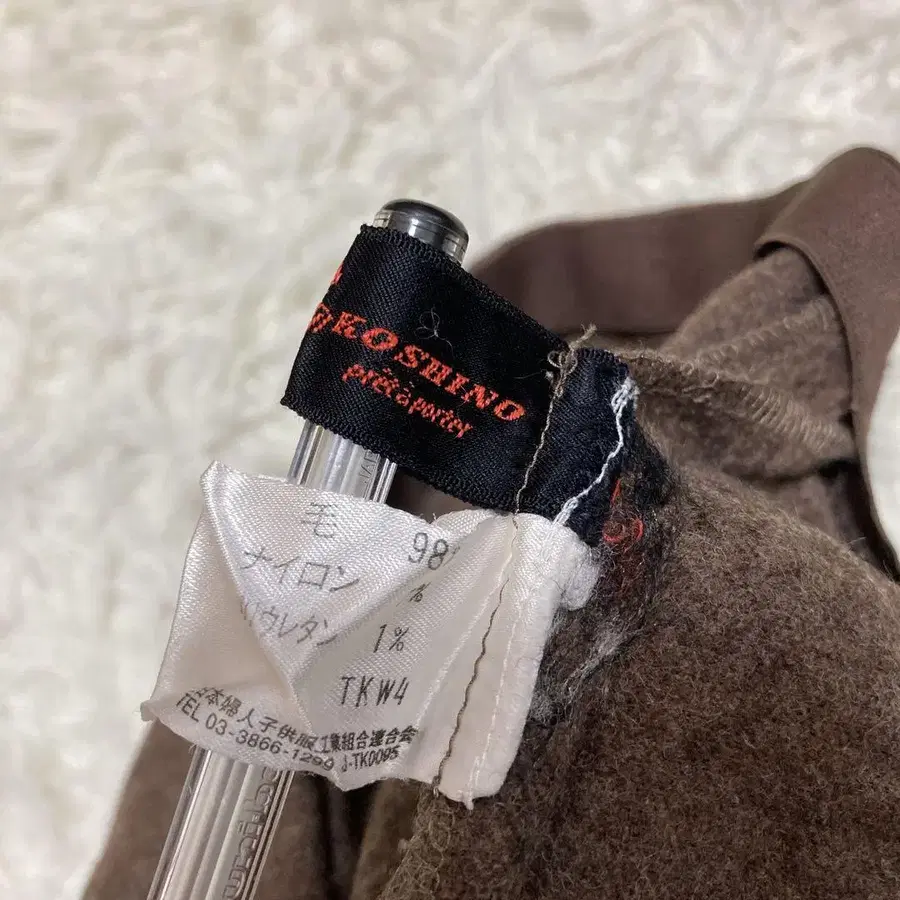 KOSHINO
prêt à porter
毛 98%
ナイロン %
ウレタン 1%
TKW4
日本婦人子供服工業組合連合会
TEL 03-3866-1290 J-TK0095